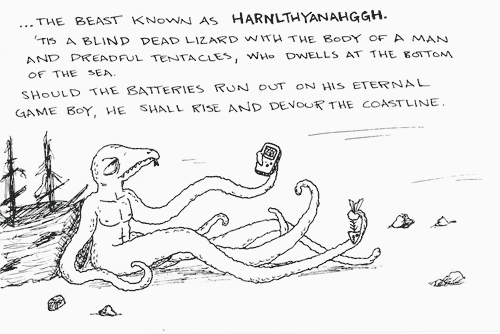 ...THE BEAST KNOWN AS HARNLTHYANAHGGH.
'TIS A BLIND DEAD LIZARD WITH THE BODY OF A MAN
AND DREADFUL TENTACLES, WHO DWELLS AT THE BOTTOM
OF THE SEA.
SHOULD THE BATTERIES RUN OUT ON HIS ETERNAL
GAME BOY, HE SHALL RISE AND DEVOUR THE COASTLINE.